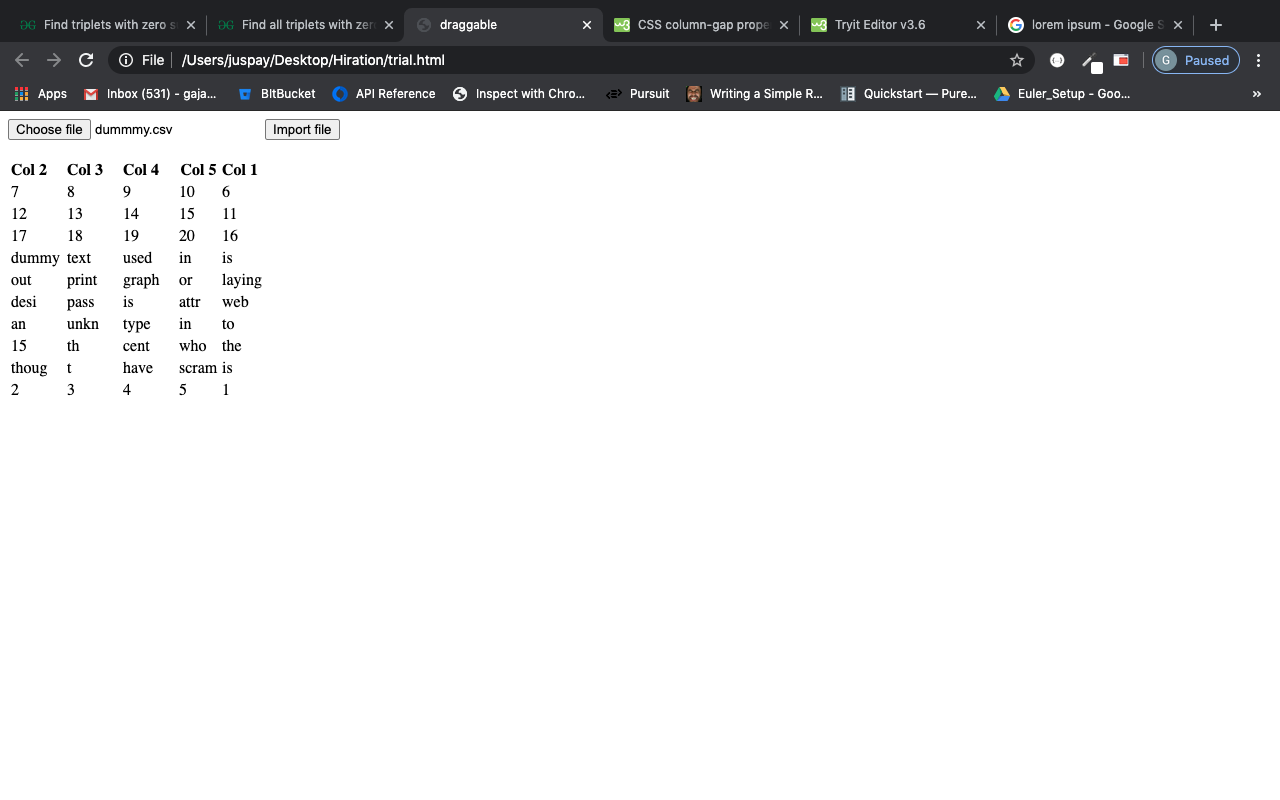 Find triplets with zero s
Find all triplets with zer
draggable
CSS column-gap prope
Tryit Editor v3.6
lorem ipsum - Google S
File /Users/juspay/Desktop/Hiration/trial.html
G Paused
Apps Inbox (531) - gaja... BItBucket API Reference Inspect with Chro... Pursuit Writing a Simple R... Quickstart — Pure... Euler_Setup - Goo... »
Choose file dummmy.csv Import file
Col 2 Col 3 Col 4 Col 5 Col 1
7 8 9 10 6
12 13 14 15 11
17 18 19 20 16
dummy text used in is
out print graph or laying
desi pass is attr web
an unkn type in to
15 th cent who the
thoug t have scram is
2 3 4 5 1